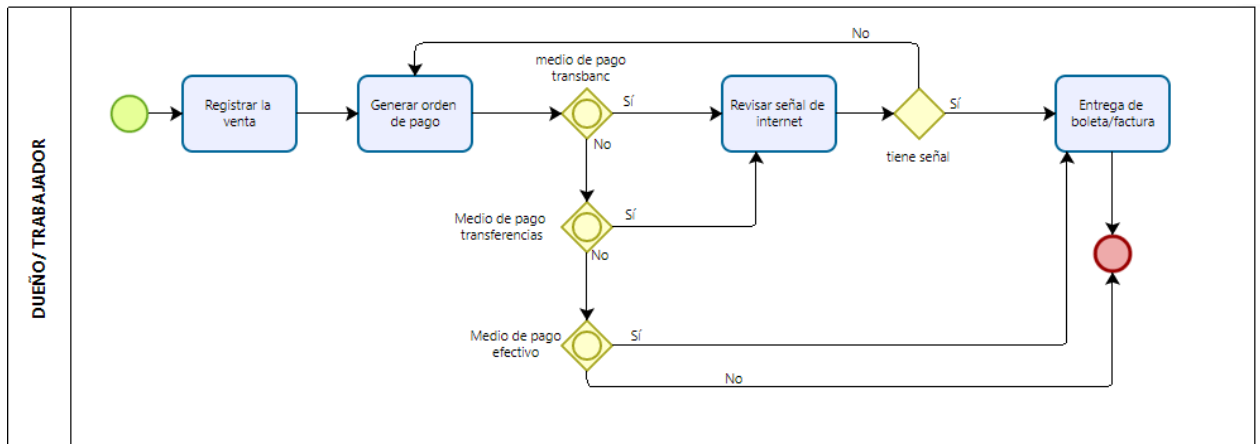 DUEÑO/ TRABAJADOR
Registrar la
venta
Generar orden
de pago
medio de pago
transbanc
Sí
No
Revisar señal de
internet
No
tiene señal
Sí
Entrega de
boleta/factura
Medio de pago
transferencias
Sí
No
Medio de pago
efectivo
Sí
No